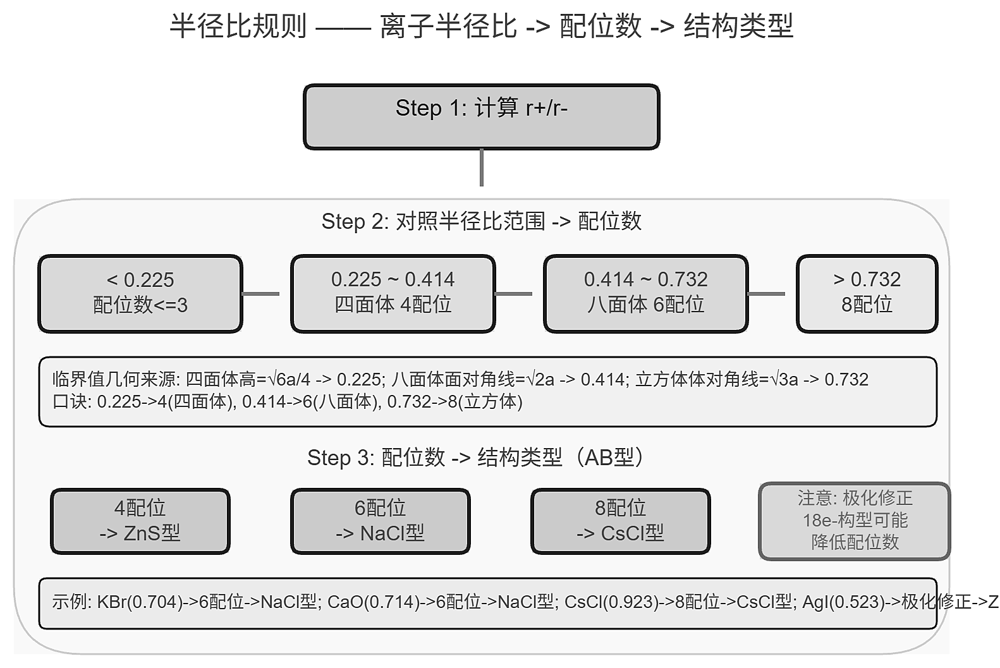 半径比规则 —— 离子半径比 -> 配位数 -> 结构类型
Step 1: 计算 r+/r-
Step 2: 对照半径比范围 -> 配位数
< 0.225
配位数<=3
0.225 ~ 0.414
四面体 4配位
0.414 ~ 0.732
八面体 6配位
> 0.732
8配位
临界值几何来源: 四面体高=√6a/4 -> 0.225; 八面体面对角线=√2a -> 0.414; 立方体体对角线=√3a -> 0.732
口诀: 0.225->4(四面体), 0.414->6(八面体), 0.732->8(立方体)
Step 3: 配位数 -> 结构类型（AB型）
4配位
-> ZnS型
6配位
-> NaCl型
8配位
-> CsCl型
注意: 极化修正
18e-构型可能
降低配位数
示例: KBr(0.704)->6配位->NaCl型; CaO(0.714)->6配位->NaCl型; CsCl(0.923)->8配位->CsCl型; AgI(0.523)->极化修正->Z